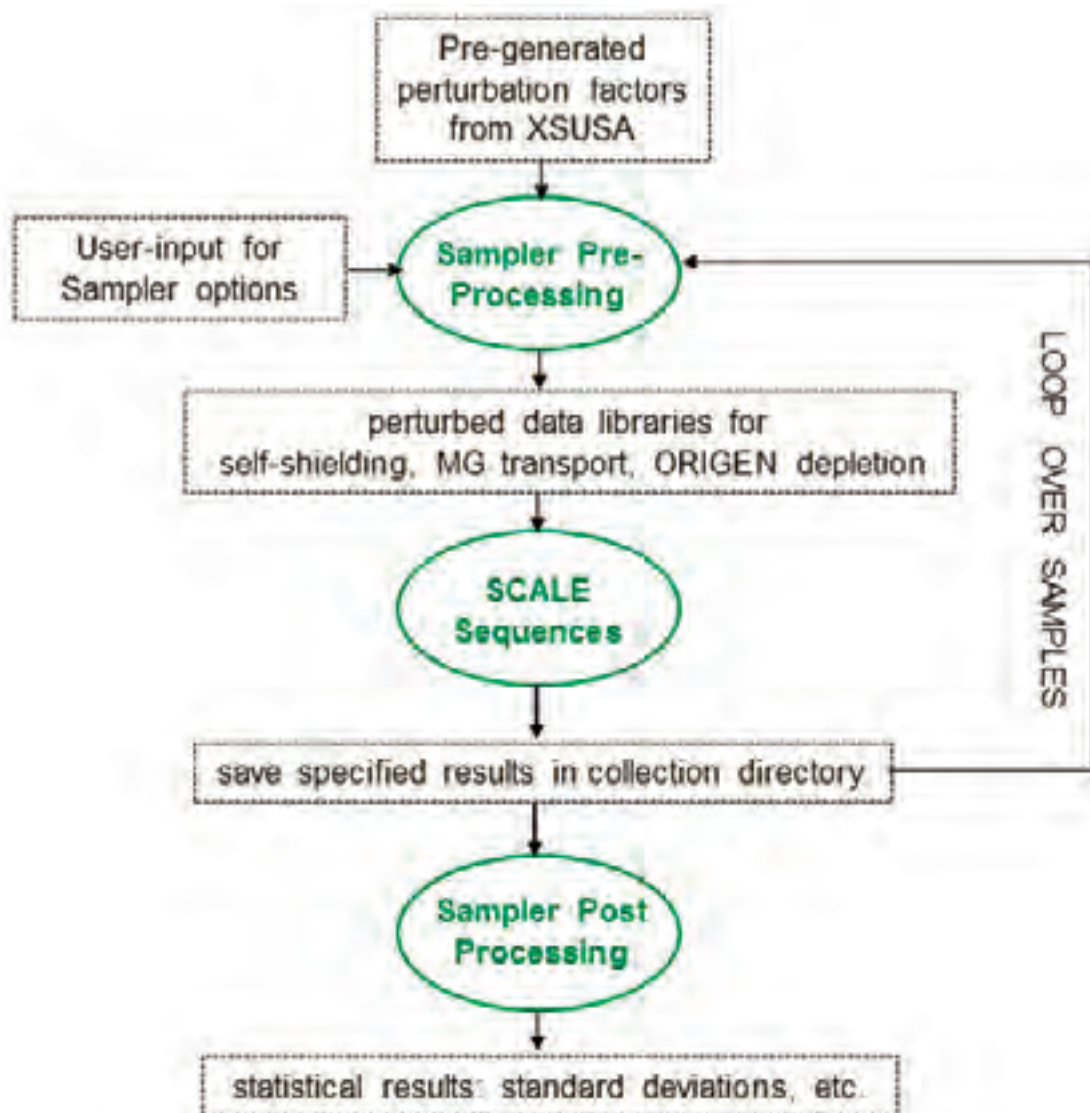 Pre-generated
perturbation factors
from XSUSA
User-input for
Sampler options
Sampler Pre-
Processing
perturbed data libraries for
self-shielding, MG transport, ORIGEN depletion
SCALE
Sequences
LOOP OVER SAMPLES
save specified results in collection directory
Sampler Post
Processing
statistical results: standard deviations, etc.